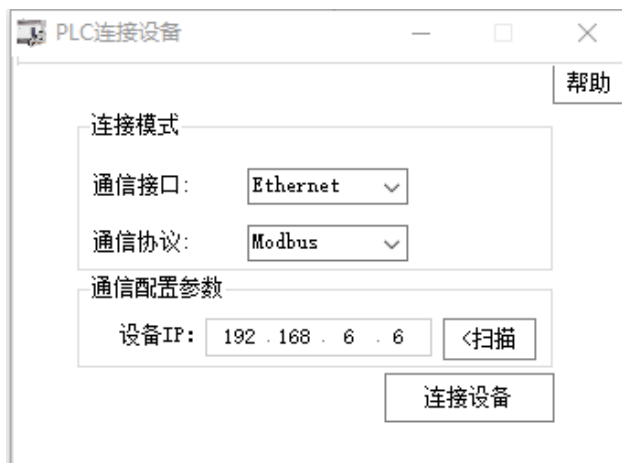 PLC连接设备
帮助
连接模式
通信接口: Ethernet
通信协议: Modbus
通信配置参数
设备IP: 192 . 168 . 6 . 6 <扫描
连接设备